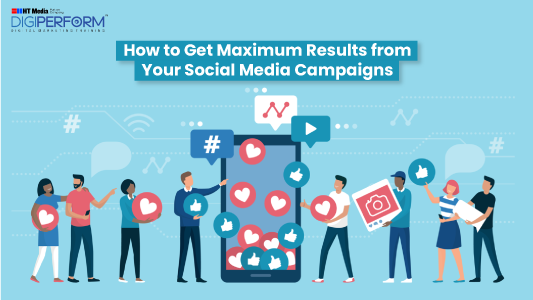 HT Media
DIGIPERFORM
DIGITAL MARKETING TRAINING
How to Get Maximum Results from
Your Social Media Campaigns
#
#
#